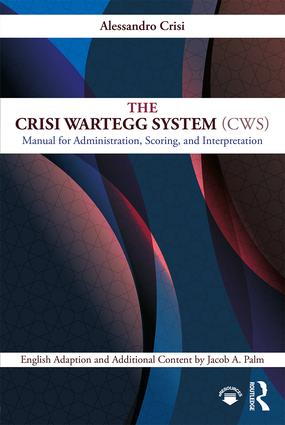 Alessandro Crisi
THE
CRISI WARTEGG SYSTEM (CWS)
Manual for Administration, Scoring, and Interpretation
English Adaption and Additional Content by Jacob A. Palm
eRESOURCES
ROUTLEDGE